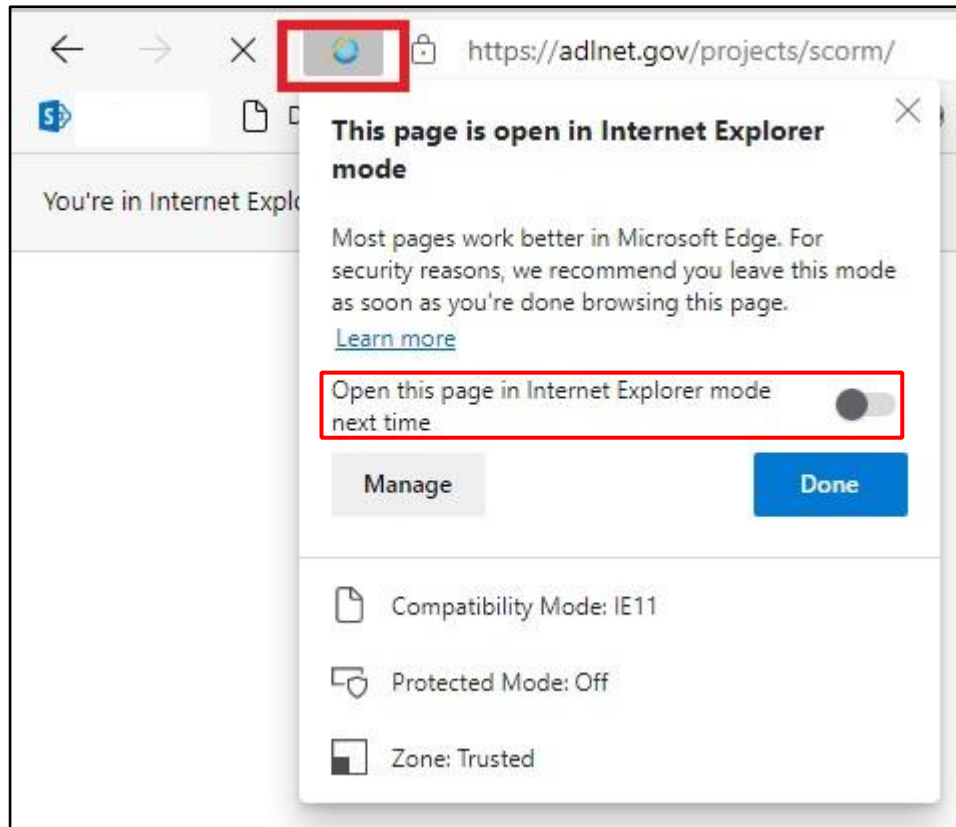 https://adlnet.gov/projects/scorm/
S
This page is open in Internet Explorer
mode
You're in Internet Explo
Most pages work better in Microsoft Edge. For
security reasons, we recommend you leave this mode
as soon as you're done browsing this page.
Learn more
Open this page in Internet Explorer mode
next time
Manage
Done
Compatibility Mode: IE11
Protected Mode: Off
Zone: Trusted